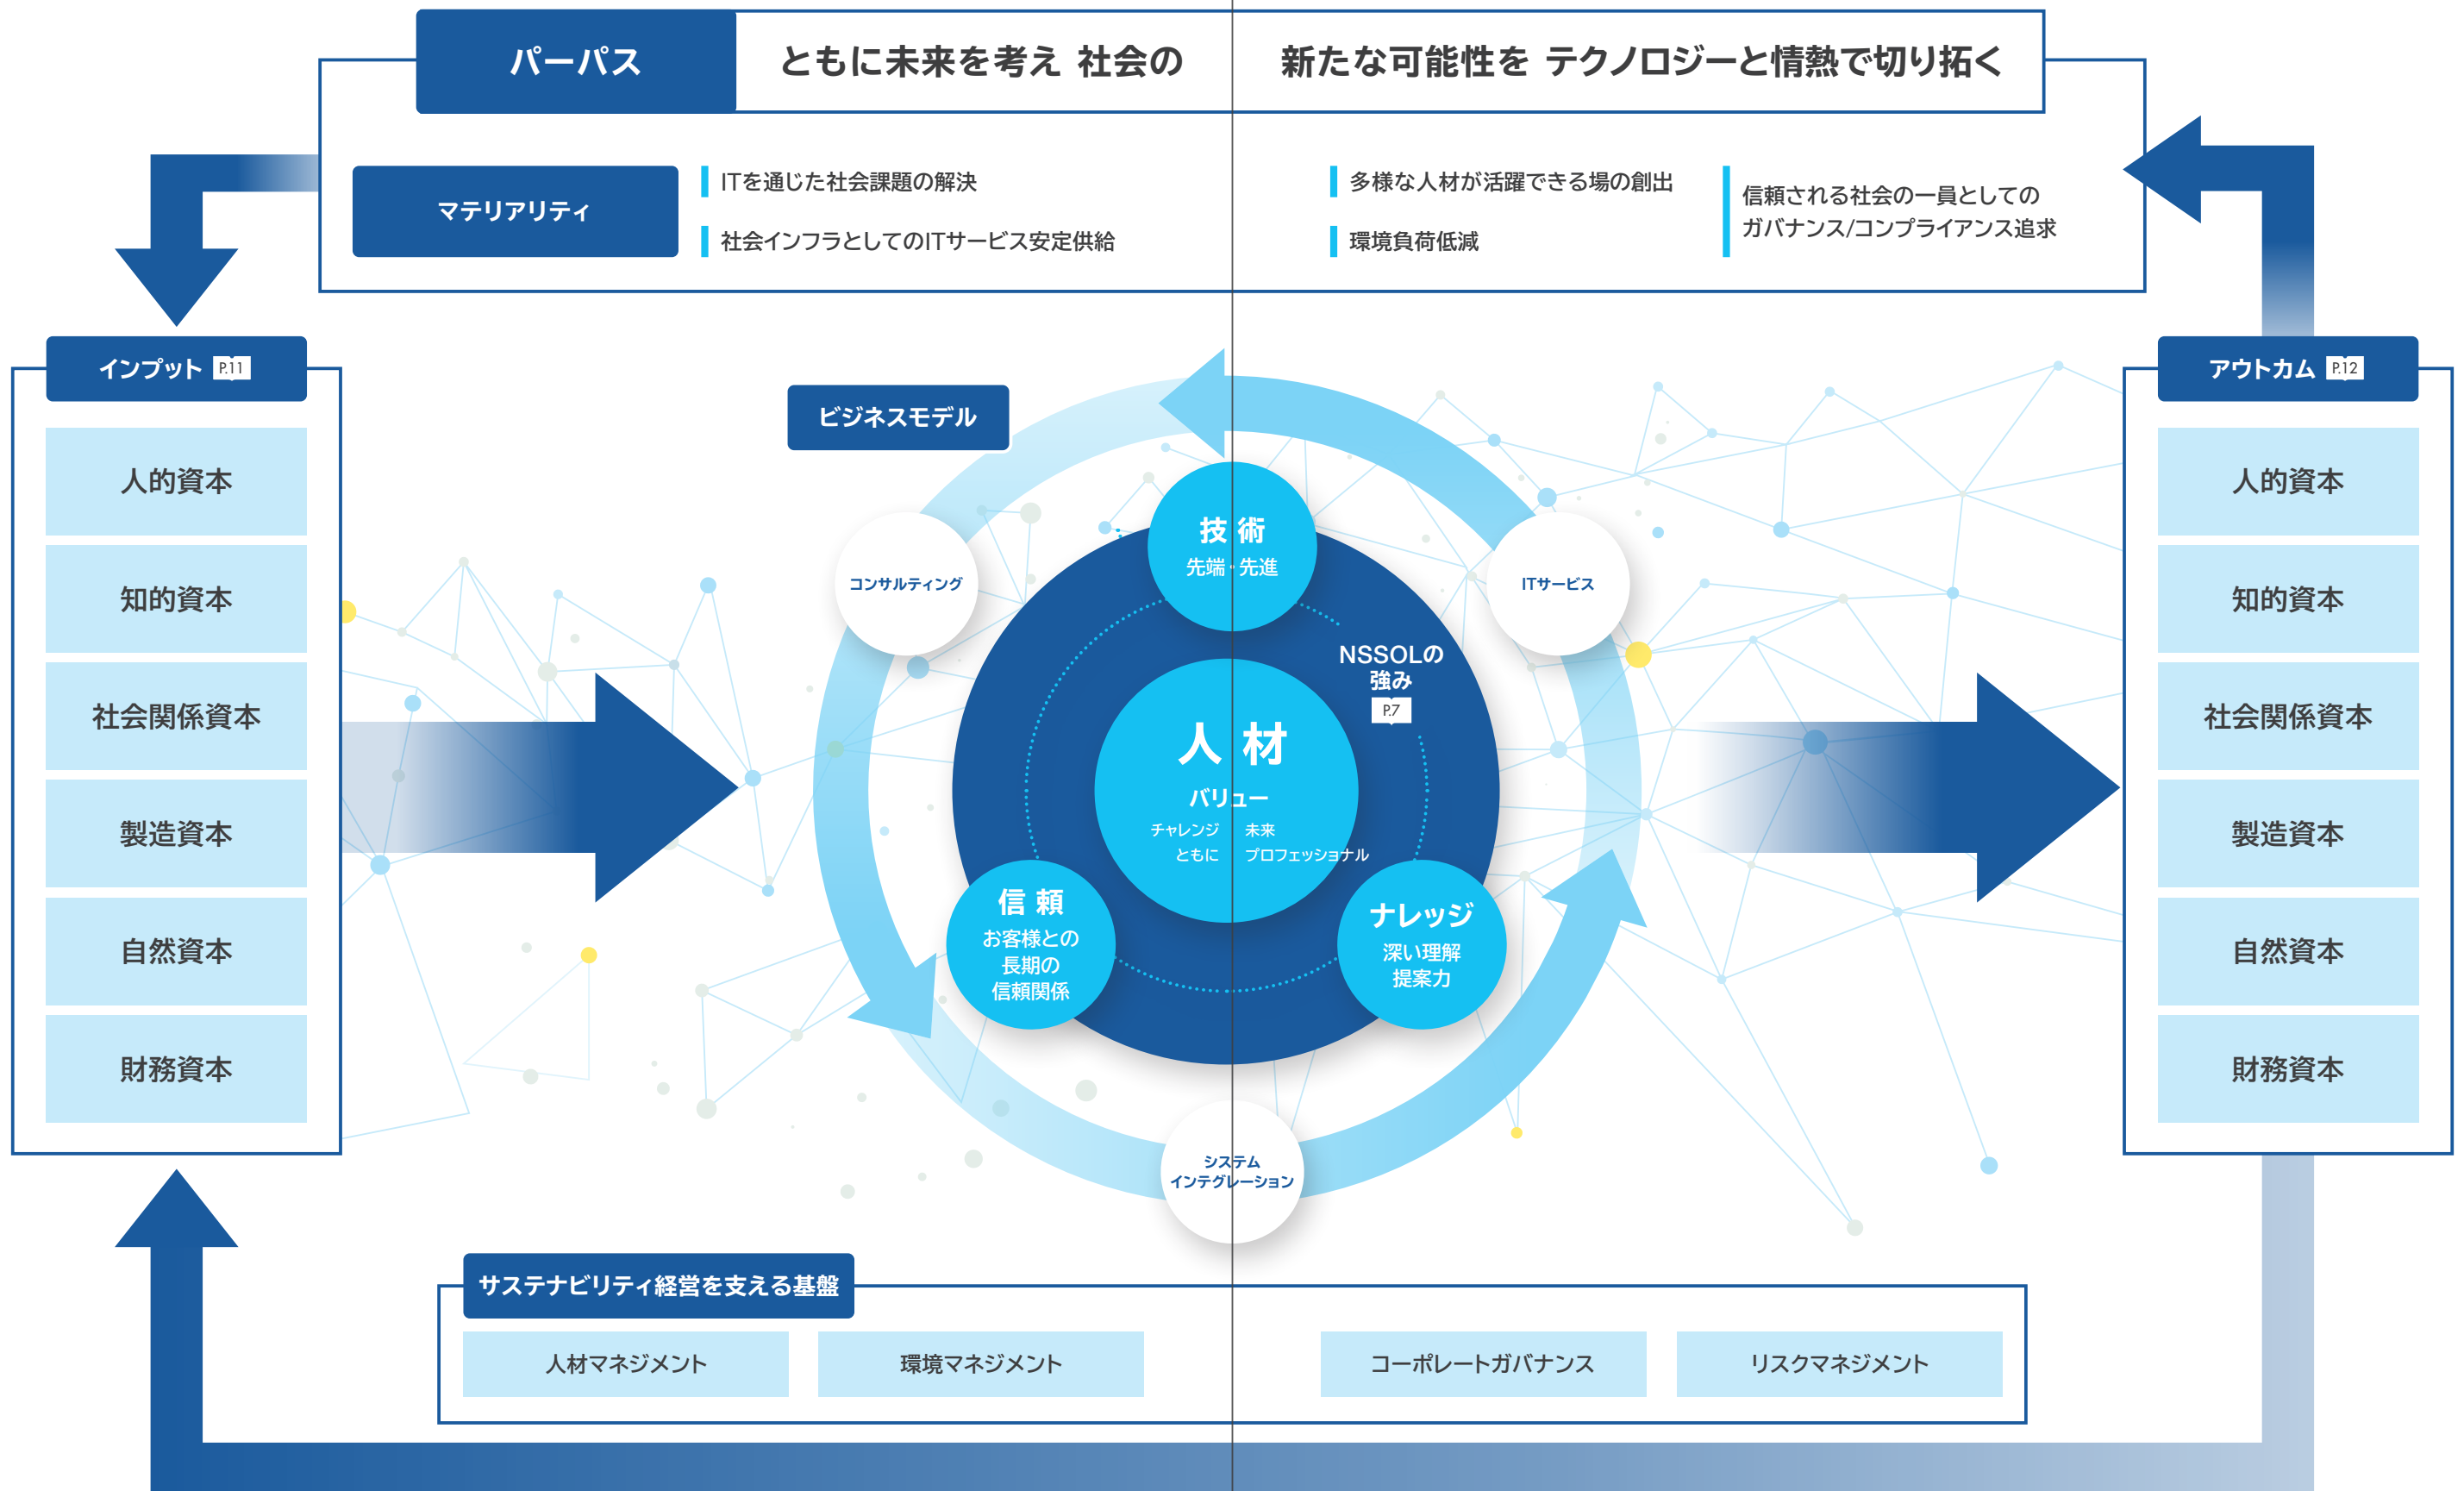 パーパス
ともに未来を考え 社会の 新たな可能性を テクノロジーと情熱で切り拓く
マテリアリティ
ITを通じた社会課題の解決
社会インフラとしてのITサービス安定供給
多様な人材が活躍できる場の創出
環境負荷低減
信頼される社会の一員としての
ガバナンス/コンプライアンス追求
インプット P.11
人的資本
知的資本
社会関係資本
製造資本
自然資本
財務資本
ビジネスモデル
コンサルティング
ITサービス
システム
インテグレーション
技術
先端・先進
NSSOLの
強み
P.7
人材
バリュー
チャレンジ 未来
ともに プロフェッショナル
信頼
お客様との
長期の
信頼関係
ナレッジ
深い理解
提案力
アウトカム P.12
人的資本
知的資本
社会関係資本
製造資本
自然資本
財務資本
サステナビリティ経営を支える基盤
人材マネジメント
環境マネジメント
コーポレートガバナンス
リスクマネジメント